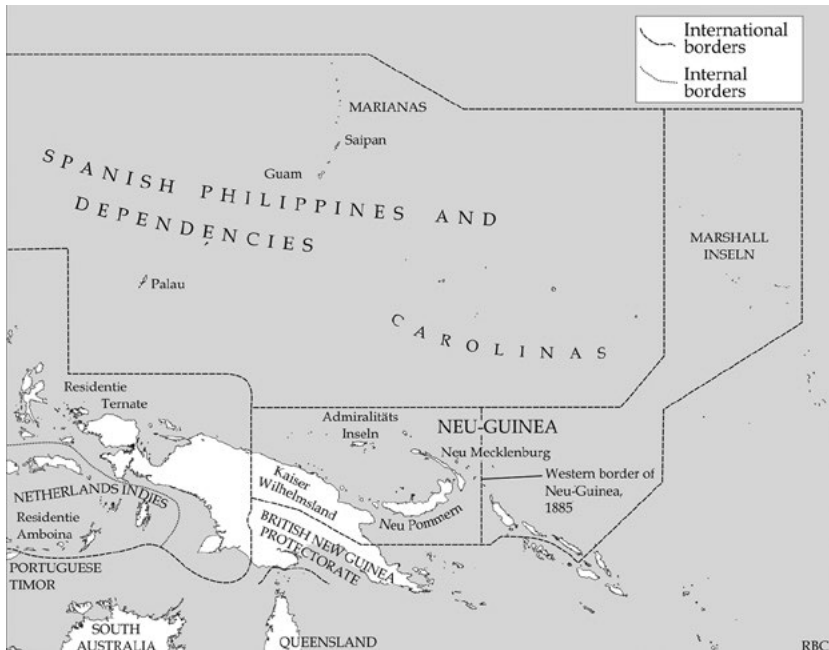 International
borders
Internal
borders
MARIANAS
Saipan
Guam
SPANISH PHILIPPINES AND
DEPENDENCIES
MARSHALL
INSELN
Palau
CAROLINAS
Residentie
Ternate
Admiralitäts
Inseln
NEU-GUINEA
Neu Mecklenburg
Kaiser
Wilhelmsland
Western border of
Neu-Guinea,
1885
NETHERLANDS INDIES
Neu Pommern
Residentie
Amboina
BRITISH NEW GUINEA
PROTECTORATE
PORTUGUESE
TIMOR
SOUTH
AUSTRALIA
QUEENSLAND
RBC